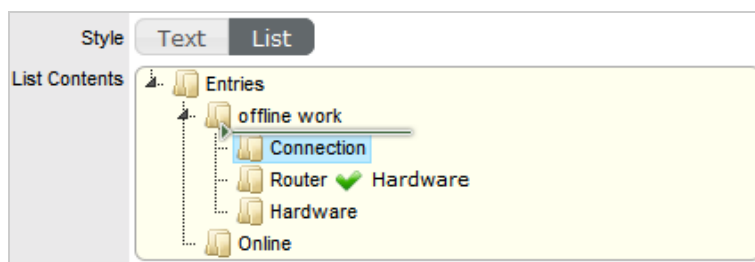 Style Text List
List Contents Entries
offline work
Connection
Router Hardware
Hardware
Online